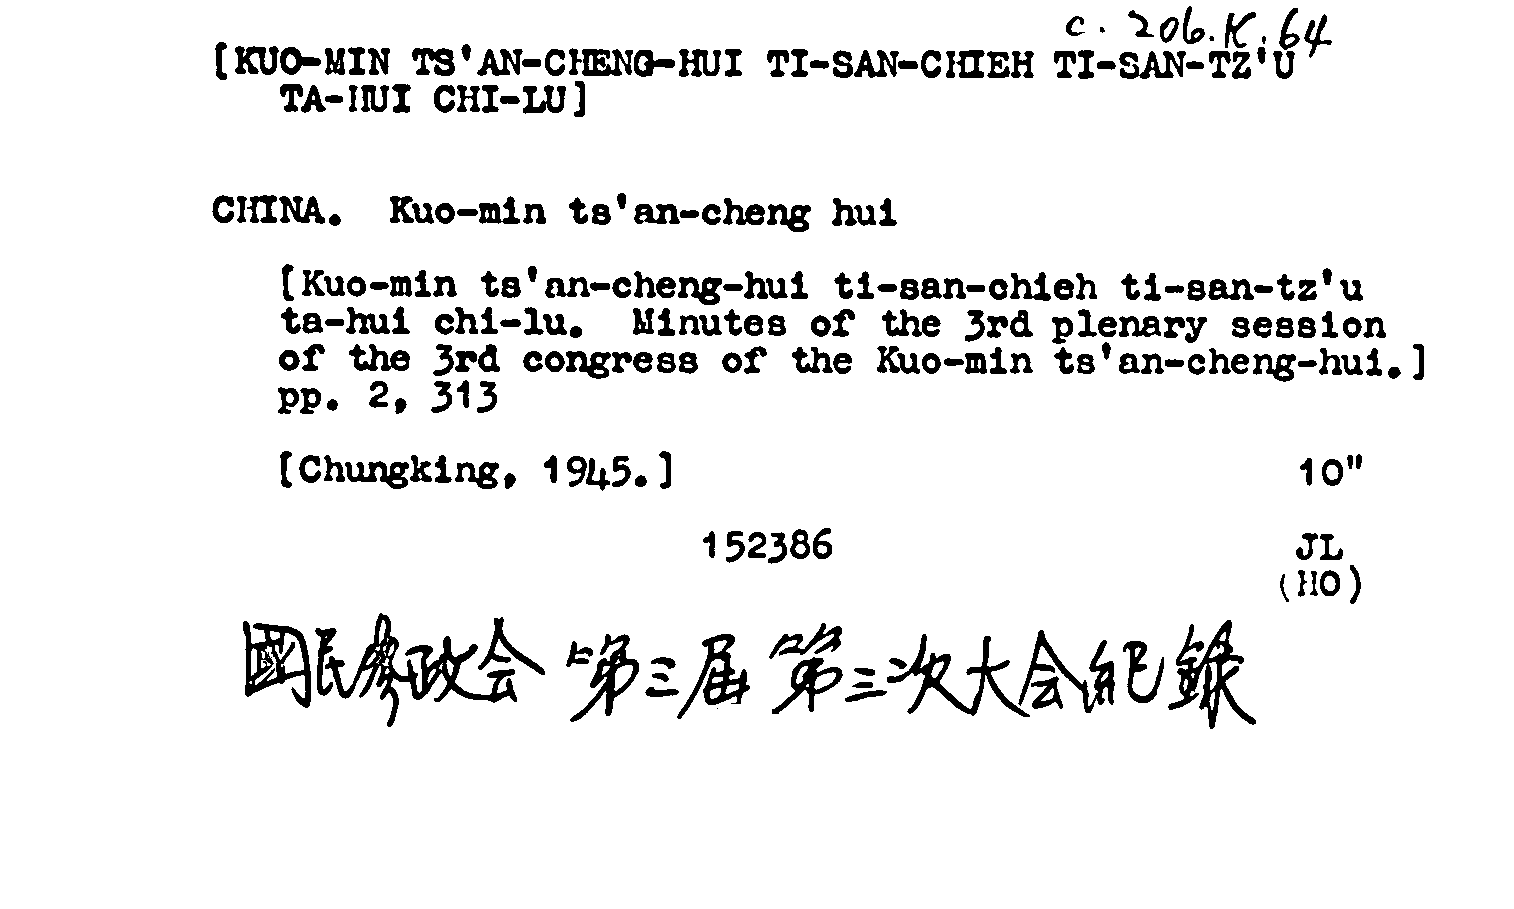 c. 206.K.64
[KUO-MIN TS'AN-CHENG-HUI TI-SAN-CHIEH TI-SAN-TZ'U
TA-HUI CHI-LU]
CHINA. Kuo-min ts'an-cheng hui
[Kuo-min ts'an-cheng-hui ti-san-chieh ti-san-tz'u
ta-hui chi-lu. Minutes of the 3rd plenary session
of the 3rd congress of the Kuo-min ts'an-cheng-hui.]
pp. 2, 313
[Chungking, 1945.] 10"
152386 JL
(HO)
國民參政会 第三届 第三次大会紀錄